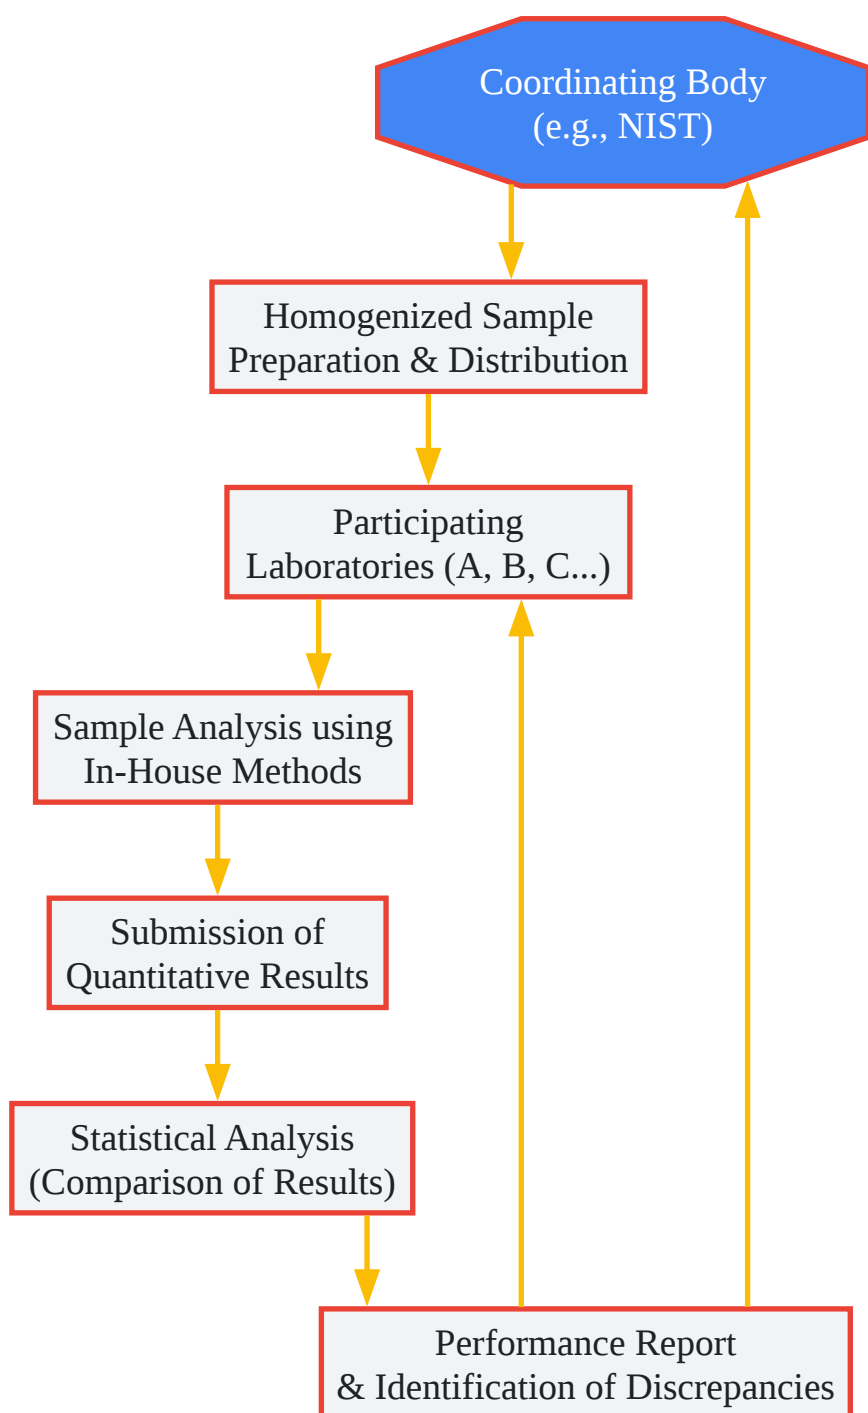 Coordinating Body
(e.g., NIST)
Homogenized Sample
Preparation & Distribution
Participating
Laboratories (A, B, C...)
Sample Analysis using
In-House Methods
Submission of
Quantitative Results
Statistical Analysis
(Comparison of Results)
Performance Report
& Identification of Discrepancies